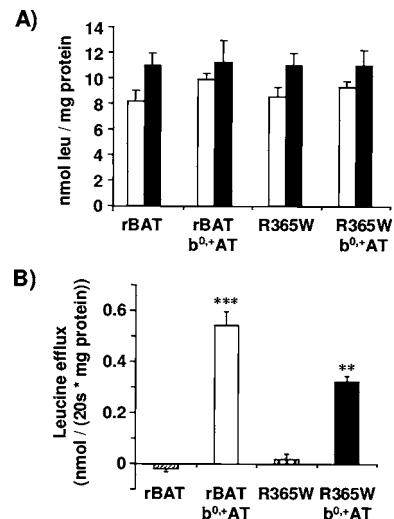 A)
nmol leu / mg protein
14
12
10
8
6
4
2
0
rBAT rBAT R365W R365W
b⁰,⁺AT b⁰,⁺AT
B)
Leucine efflux
(nmol / (20s * mg protein))
0.6
0.4
0.2
0
***
**
rBAT rBAT R365W R365W
b⁰,⁺AT b⁰,⁺AT